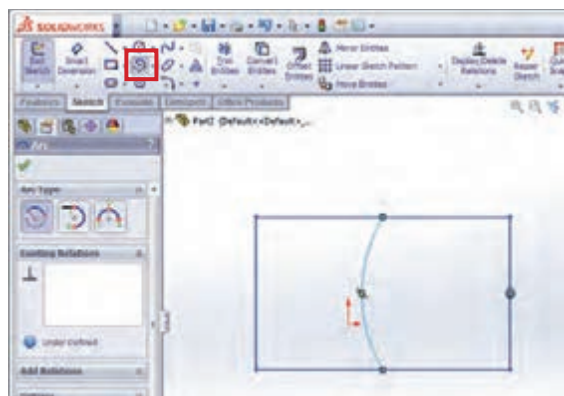 SOLIDWORKS
Exit Sketch
Smart Dimension
Trim Entities
Convert Entities
Offset Entities
Mirror Entities
Linear Sketch Pattern
Move Entities
Display/Delete Relations
Repair Sketch
Features Sketch Evaluate DimXpert Office Products
Part2 (Default<<Default>_...
Arc ?
Arc Type
Existing Relations
Under Defined
Add Relations